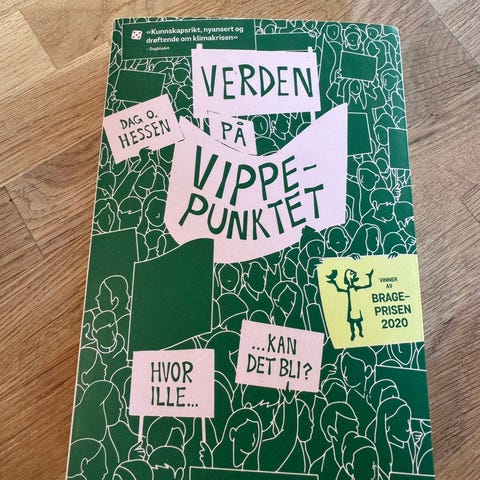 «Kunnskapsrikt, nyansert og
drøftende om klimakrisen»
– Dagbladet
VERDEN
DAG O.
HESSEN
PÅ
VIPPE-
PUNKTET
VINNER
AV
BRAGE-
PRISEN
2020
...KAN
DET BLI?
HVOR
ILLE...